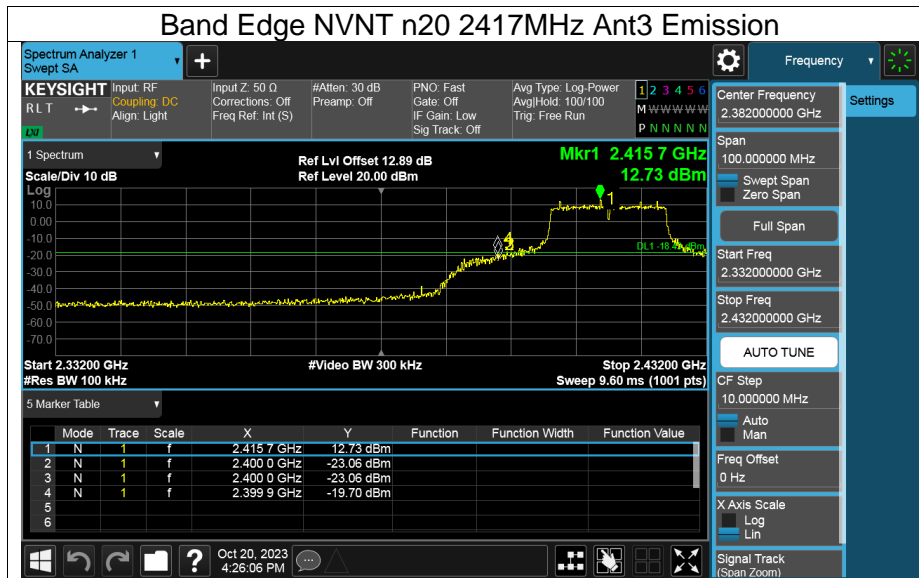 Band Edge NVNT n20 2417MHz Ant3 Emission
Spectrum Analyzer 1
Swept SA
+
Frequency
KEYSIGHT
RLT
LXI
Input: RF
Coupling: DC
Align: Light
Input Z: 50 Ω
Corrections: Off
Freq Ref: Int (S)
#Atten: 30 dB
Preamp: Off
PNO: Fast
Gate: Off
IF Gain: Low
Sig Track: Off
Avg Type: Log-Power
Avg|Hold: 100/100
Trig: Free Run
1 2 3 4 5 6
M W W W W W
P N N N N N
1 Spectrum
Scale/Div 10 dB
Ref Lvl Offset 12.89 dB
Ref Level 20.00 dBm
Mkr1 2.415 7 GHz
12.73 dBm
Log
10.0
0.00
-10.0
-20.0
-30.0
-40.0
-50.0
-60.0
-70.0
1
4
Start 2.33200 GHz
#Video BW 300 kHz
Stop 2.43200 GHz
#Res BW 100 kHz
Sweep 9.60 ms (1001 pts)
5 Marker Table
Mode Trace Scale X Y Function Function Width Function Value
1 N 1 f 2.415 7 GHz 12.73 dBm
2 N 1 f 2.400 0 GHz -23.06 dBm
3 N 1 f 2.400 0 GHz -23.06 dBm
4 N 1 f 2.399 9 GHz -19.70 dBm
5
6
Center Frequency
2.382000000 GHz
Settings
Span
100.000000 MHz
Swept Span
Zero Span
Full Span
Start Freq
2.332000000 GHz
Stop Freq
2.432000000 GHz
AUTO TUNE
CF Step
10.000000 MHz
Auto
Man
Freq Offset
0 Hz
X Axis Scale
Log
Lin
Signal Track
(Span Zoom)
?
Oct 20, 2023
4:26:06 PM